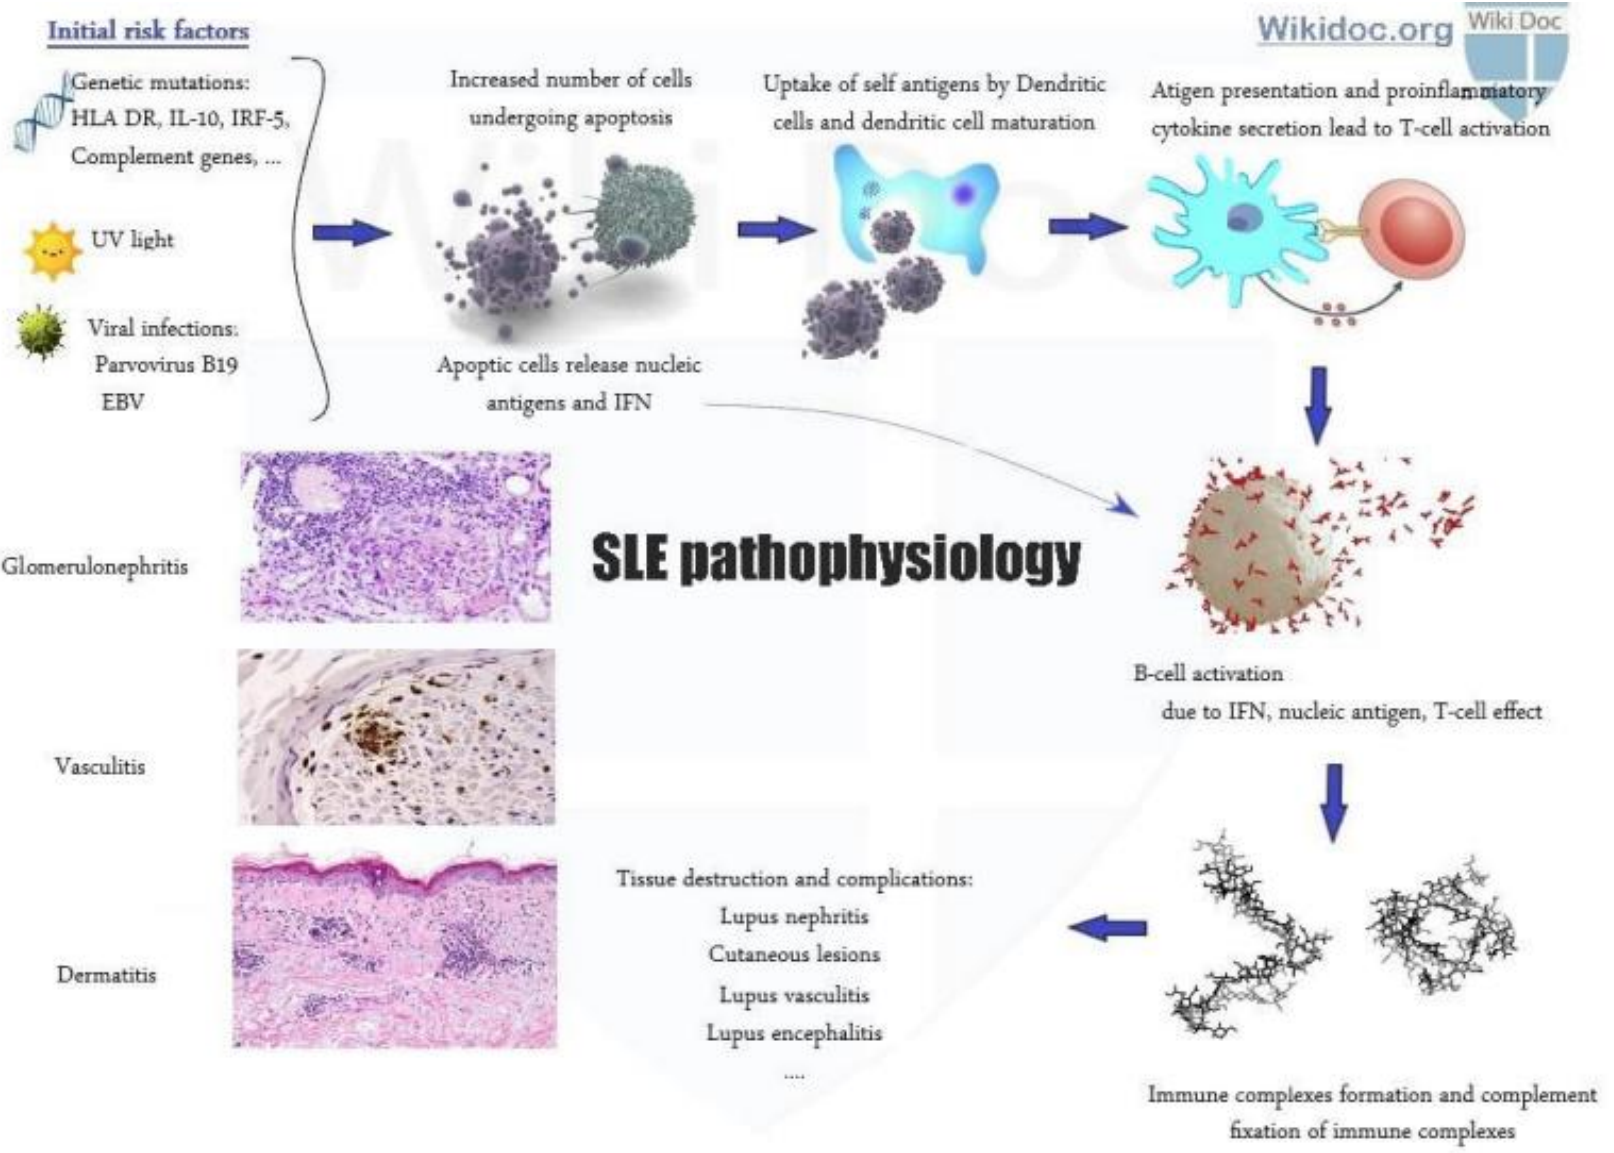 Initial risk factors
Genetic mutations:
HLA DR, IL-10, IRF-5,
Complement genes, ...
UV light
Viral infections:
Parvovirus B19
EBV
Increased number of cells
undergoing apoptosis
Apoptic cells release nucleic
antigens and IFN
Uptake of self antigens by Dendritic
cells and dendritic cell maturation
Wikidoc.org
Wiki Doc
Atigen presentation and proinflammatory
cytokine secretion lead to T-cell activation
SLE pathophysiology
B-cell activation
due to IFN, nucleic antigen, T-cell effect
Immune complexes formation and complement
fixation of immune complexes
Tissue destruction and complications:
Lupus nephritis
Cutaneous lesions
Lupus vasculitis
Lupus encephalitis
....
Glomerulonephritis
Vasculitis
Dermatitis
Wiki Doc